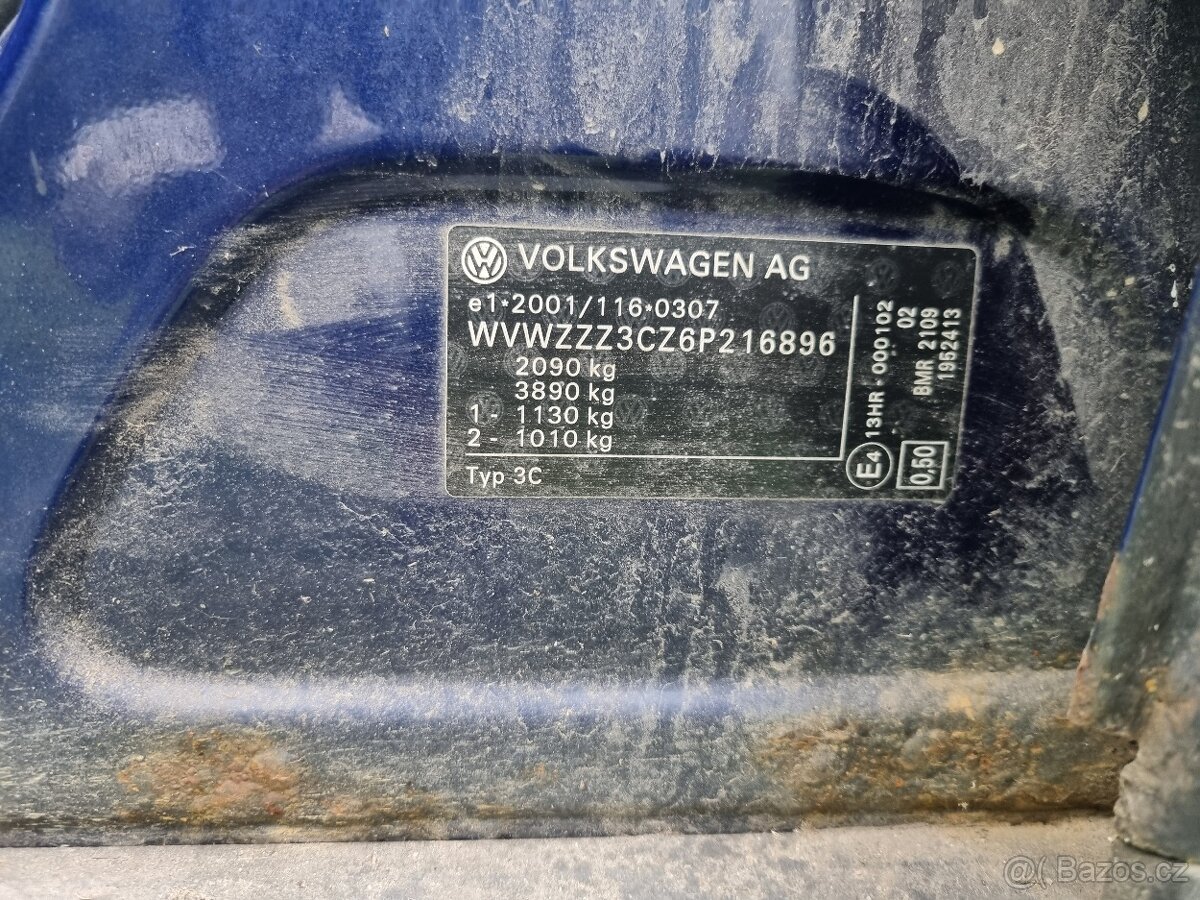 VOLKSWAGEN AG
e1*2001/116*0307
WVWZZZ3CZ6P216896
2090 kg
3890 kg
1 - 1130 kg
2 - 1010 kg
Typ 3C
E4 13HR-000102
02
BMR 2109
1952413
0,50
@( Bazos.cz